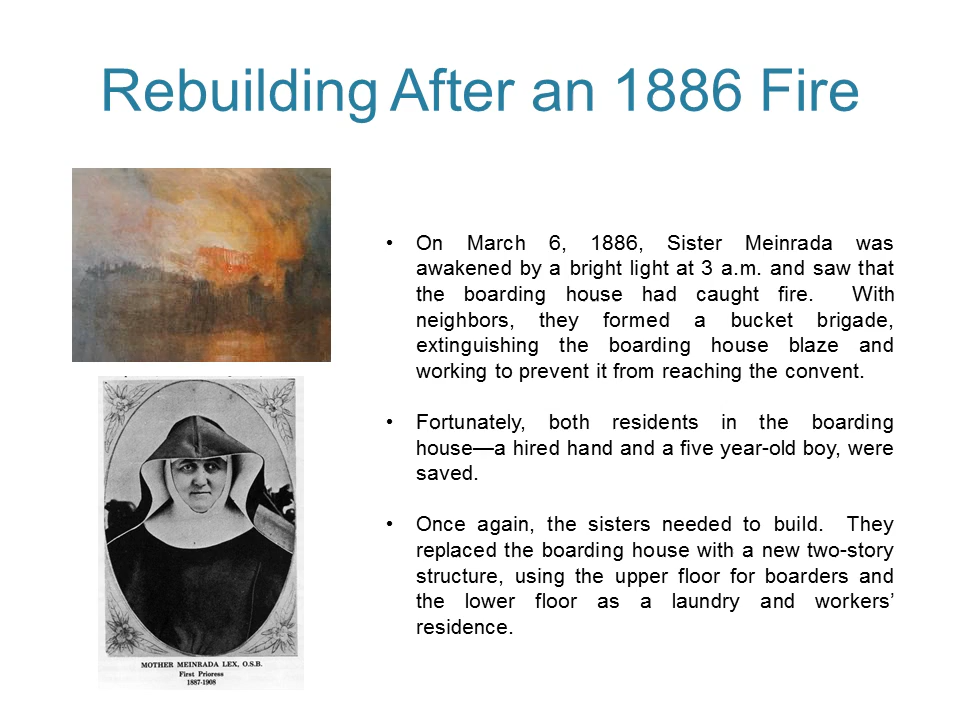 Rebuilding After an 1886 Fire
• On March 6, 1886, Sister Meinrada was
awakened by a bright light at 3 a.m. and saw that
the boarding house had caught fire. With
neighbors, they formed a bucket brigade,
extinguishing the boarding house blaze and
working to prevent it from reaching the convent.
• Fortunately, both residents in the boarding
house—a hired hand and a five year-old boy, were
saved.
• Once again, the sisters needed to build. They
replaced the boarding house with a new two-story
structure, using the upper floor for boarders and
the lower floor as a laundry and workers’
residence.
MOTHER MEINRADA LEX, O.S.B.
First Prioress
1887-1908